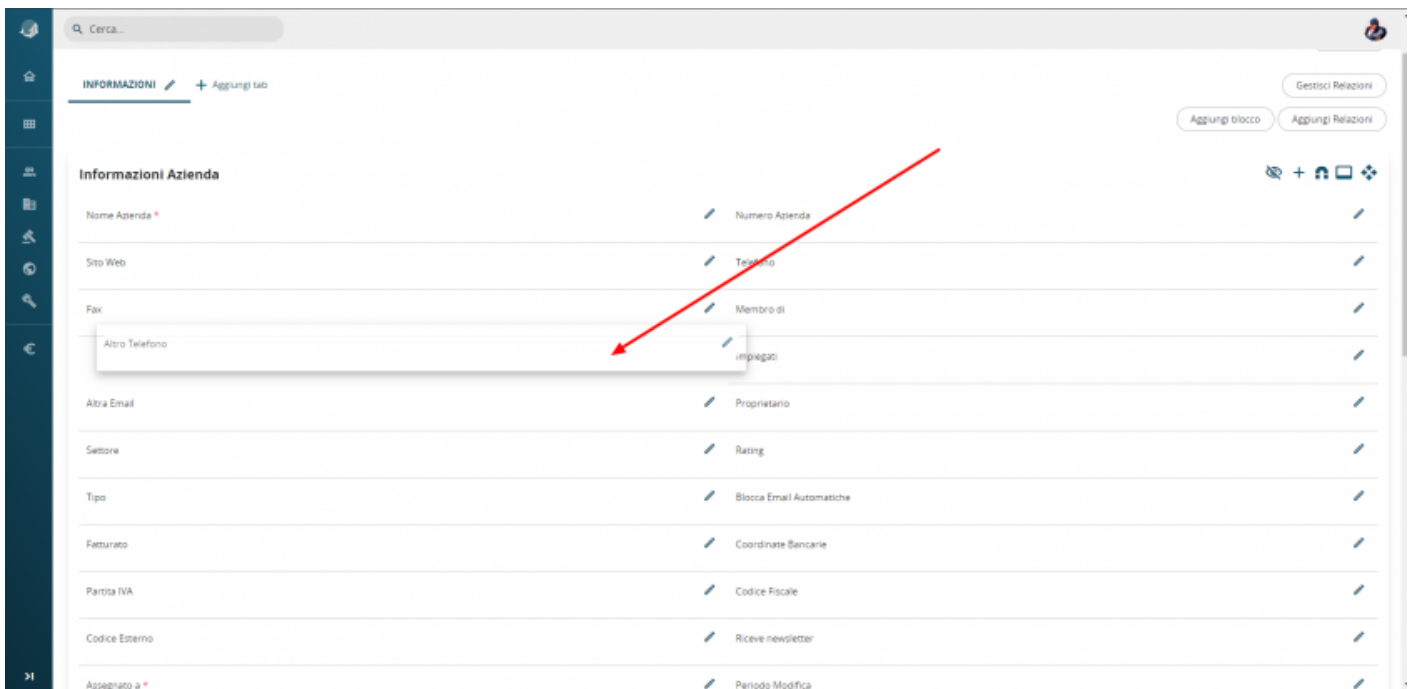 Cerca...
INFORMAZIONI
Aggiungi tab
Gestisci Relazioni
Aggiungi blocco
Aggiungi Relazioni
Informazioni Azienda
Nome Azienda *
Numero Azienda
Sito Web
Telefono
Fax
Membro di
Altro Telefono
Impiegati
Altra Email
Proprietario
Settore
Rating
Tipo
Blocca Email Automatiche
Fatturato
Coordinate Bancarie
Partita IVA
Codice Fiscale
Codice Esterno
Riceve newsletter
Assegnato a *
Periodo Modifica